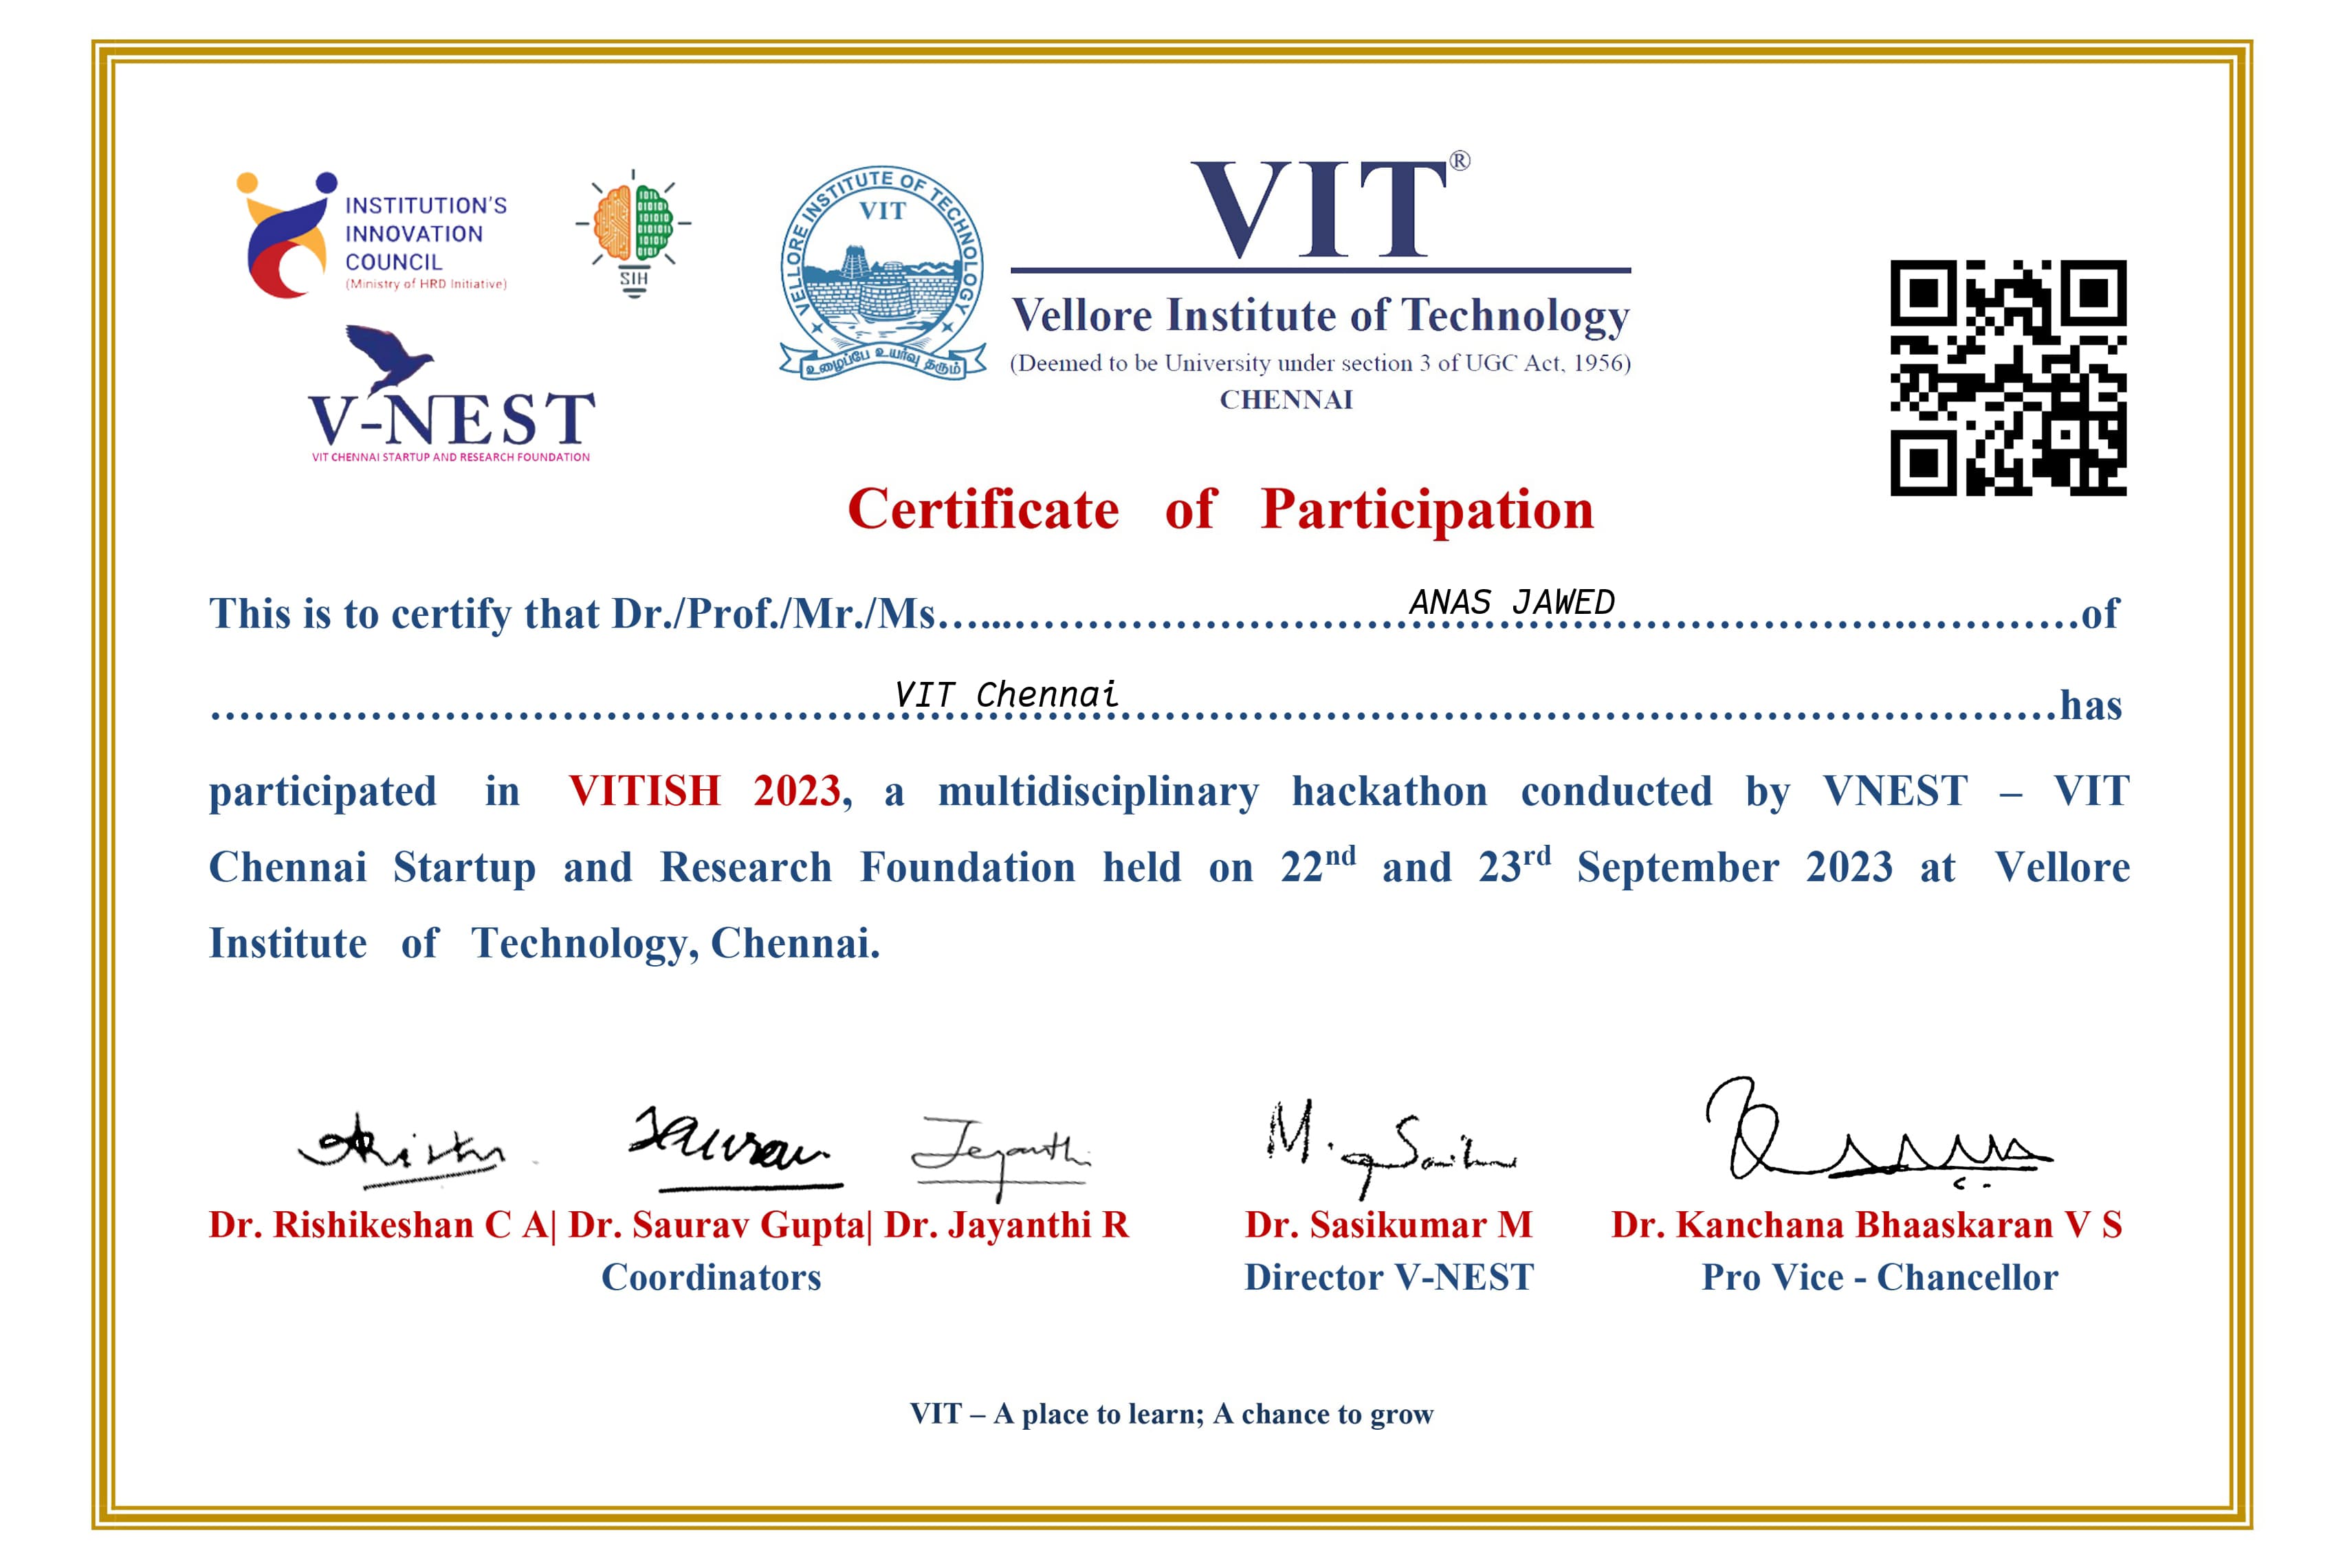 INSTITUTION'S
INNOVATION
COUNCIL
(Ministry of HRD Initiative)
SIH
V-NEST
VIT CHENNAI STARTUP AND RESEARCH FOUNDATION
VELLORE INSTITUTE OF TECHNOLOGY
VIT
உழைப்பே உயர்வு தரும்
VIT®
Vellore Institute of Technology
(Deemed to be University under section 3 of UGC Act, 1956)
CHENNAI
Certificate of Participation
This is to certify that Dr./Prof./Mr./Ms.......ANAS JAWED.......of
.......VIT Chennai.......has
participated in VITISH 2023, a multidisciplinary hackathon conducted by VNEST – VIT
Chennai Startup and Research Foundation held on 22nd and 23rd September 2023 at Vellore
Institute of Technology, Chennai.
Jeyanthi
M. Sasikumar
Dr. Rishikeshan C A| Dr. Saurav Gupta| Dr. Jayanthi R
Coordinators
Dr. Sasikumar M
Director V-NEST
Dr. Kanchana Bhaaskaran V S
Pro Vice - Chancellor
VIT – A place to learn; A chance to grow